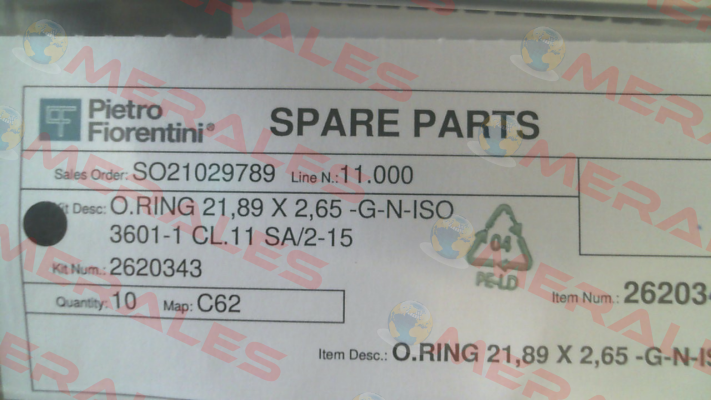 Pietro Fiorentini®
SPARE PARTS
Sales Order: SO21029789 Line N.: 11.000
Kit Desc: O.RING 21,89 X 2,65 -G-N-ISO
3601-1 CL.11 SA/2-15
Kit Num.: 2620343
04
PE-LD
Quantity: 10 Map: C62
Item Num.: 26203
Item Desc.: O.RING 21,89 X 2,65 -G-N-IS
MERALES